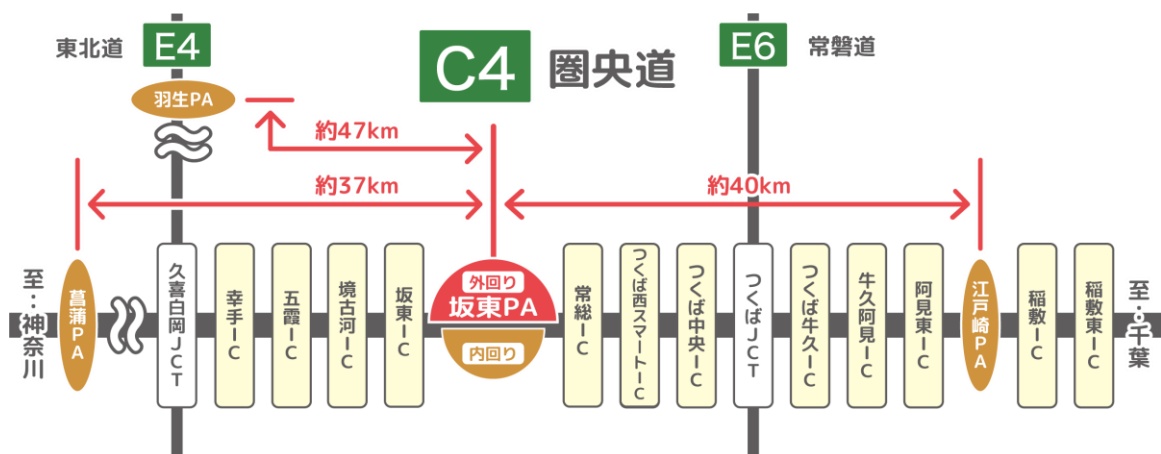 東北道
E4
C4
圏央道
E6
常磐道
羽生PA
約47km
約37km
約40km
至：神奈川
菖蒲PA
久喜白岡JCT
幸手IC
五霞IC
境古河IC
坂東IC
外回り
坂東PA
内回り
常総IC
つくば西スマートIC
つくば中央IC
つくばJCT
つくば牛久IC
牛久阿見IC
阿見東IC
江戸崎PA
稲敷IC
稲敷東IC
至：千葉